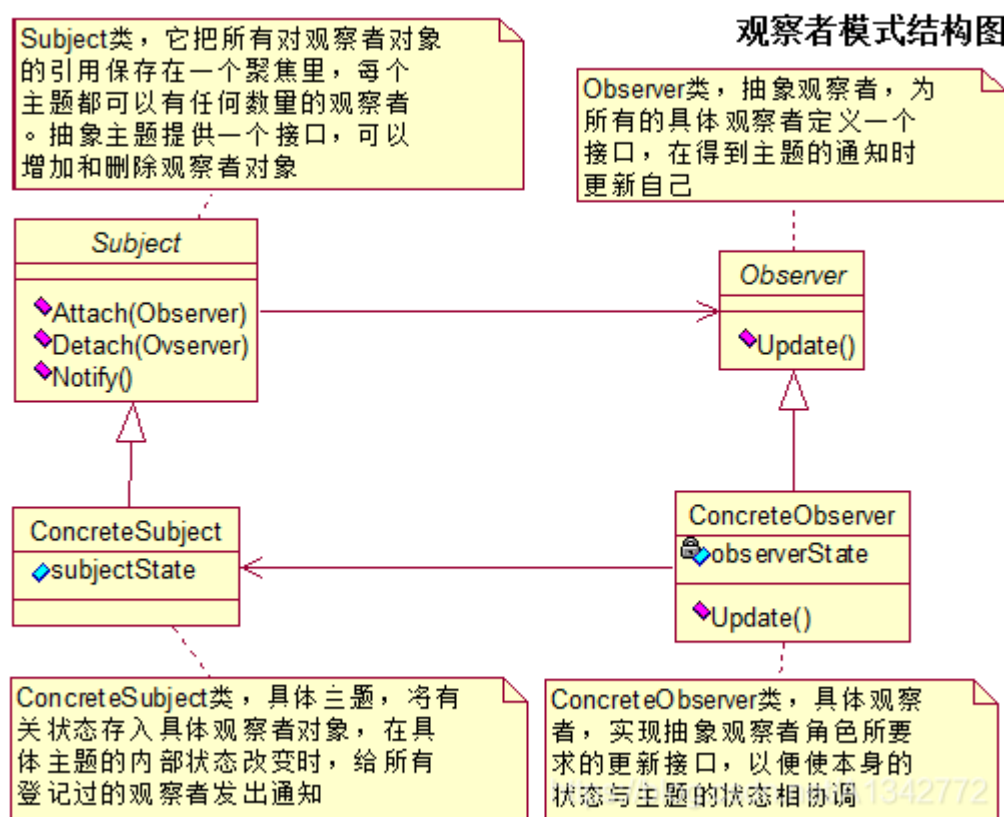 观察者模式结构图
Subject类，它把所有对观察者对象
的引用保存在一个聚焦里，每个
主题都可以有任何数量的观察者
。抽象主题提供一个接口，可以
增加和删除观察者对象
Observer类，抽象观察者，为
所有的具体观察者定义一个
接口，在得到主题的通知时
更新自己
Subject
Attach(Observer)
Detach(Ovserver)
Notify()
Observer
Update()
ConcreteSubject
subjectState
ConcreteObserver
observerState
Update()
ConcreteSubject类，具体主题，将有
关状态存入具体观察者对象，在具
体主题的内部状态改变时，给所有
登记过的观察者发出通知
ConcreteObserver类，具体观察
者，实现抽象观察者角色所要
求的更新接口，以便使本身的
状态与主题的状态相协调